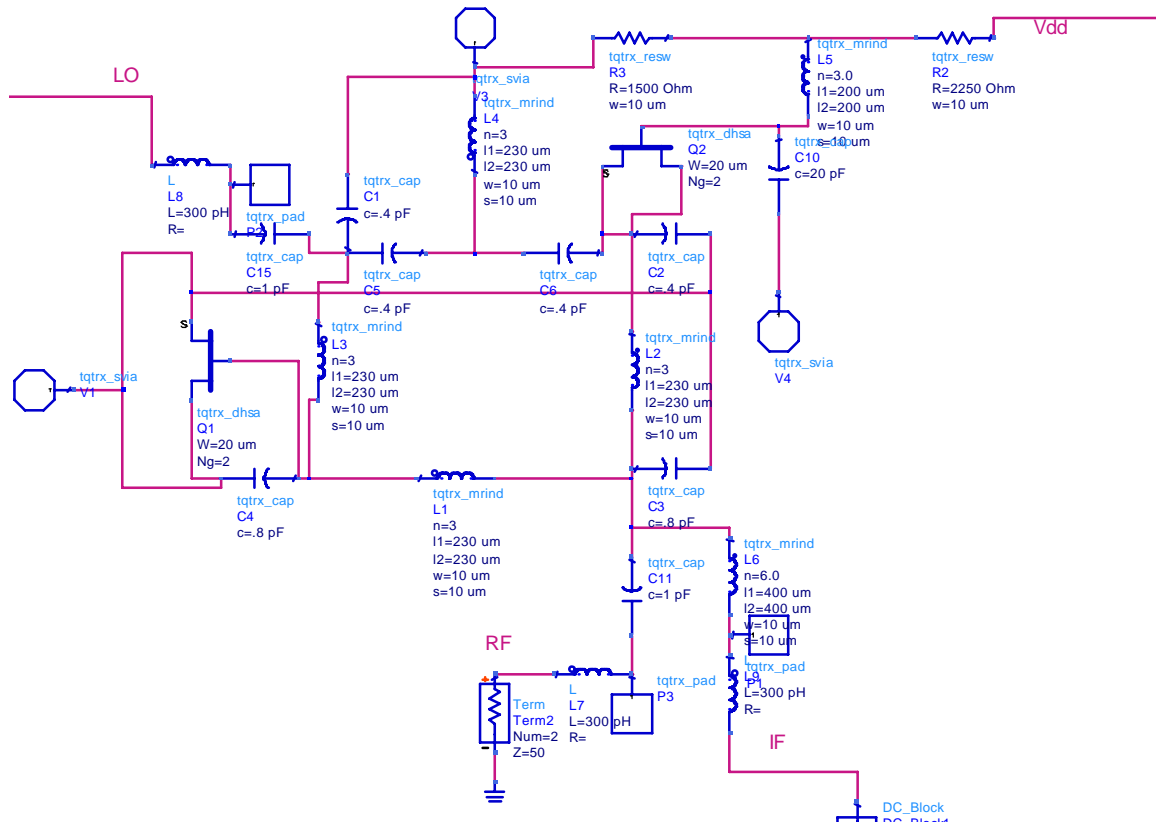 LO
Vdd
tqtrx_svia
V3
tqtrx_mrind
L4
n=3
l1=230 um
l2=230 um
w=10 um
s=10 um
tqtrx_resw
R3
R=1500 Ohm
w=10 um
tqtrx_mrind
L5
n=3.0
l1=200 um
l2=200 um
w=10 um
s=10 um
tqtrx_resw
R2
R=2250 Ohm
w=10 um
tqtrx_dhsa
Q2
W=20 um
Ng=2
S
tqtrx_cap
C10
c=20 pF
L
L8
L=300 pH
R=
tqtrx_pad
P2
tqtrx_cap
C1
c=.4 pF
tqtrx_cap
C15
c=1 pF
tqtrx_cap
C5
c=.4 pF
tqtrx_cap
C6
c=.4 pF
tqtrx_cap
C2
c=.4 pF
S
tqtrx_mrind
L3
n=3
l1=230 um
l2=230 um
w=10 um
s=10 um
tqtrx_mrind
L2
n=3
l1=230 um
l2=230 um
w=10 um
s=10 um
tqtrx_svia
V4
tqtrx_svia
V1
tqtrx_dhsa
Q1
W=20 um
Ng=2
tqtrx_cap
C4
c=.8 pF
tqtrx_mrind
L1
n=3
l1=230 um
l2=230 um
w=10 um
s=10 um
tqtrx_cap
C3
c=.8 pF
tqtrx_cap
C11
c=1 pF
tqtrx_mrind
L6
n=6.0
l1=400 um
l2=400 um
w=10 um
s=10 um
RF
Term
Term2
Num=2
Z=50
L
L7
L=300 pH
R=
tqtrx_pad
P3
tqtrx_pad
P1
L
L9
L=300 pH
R=
IF
DC_Block
DC_Block1